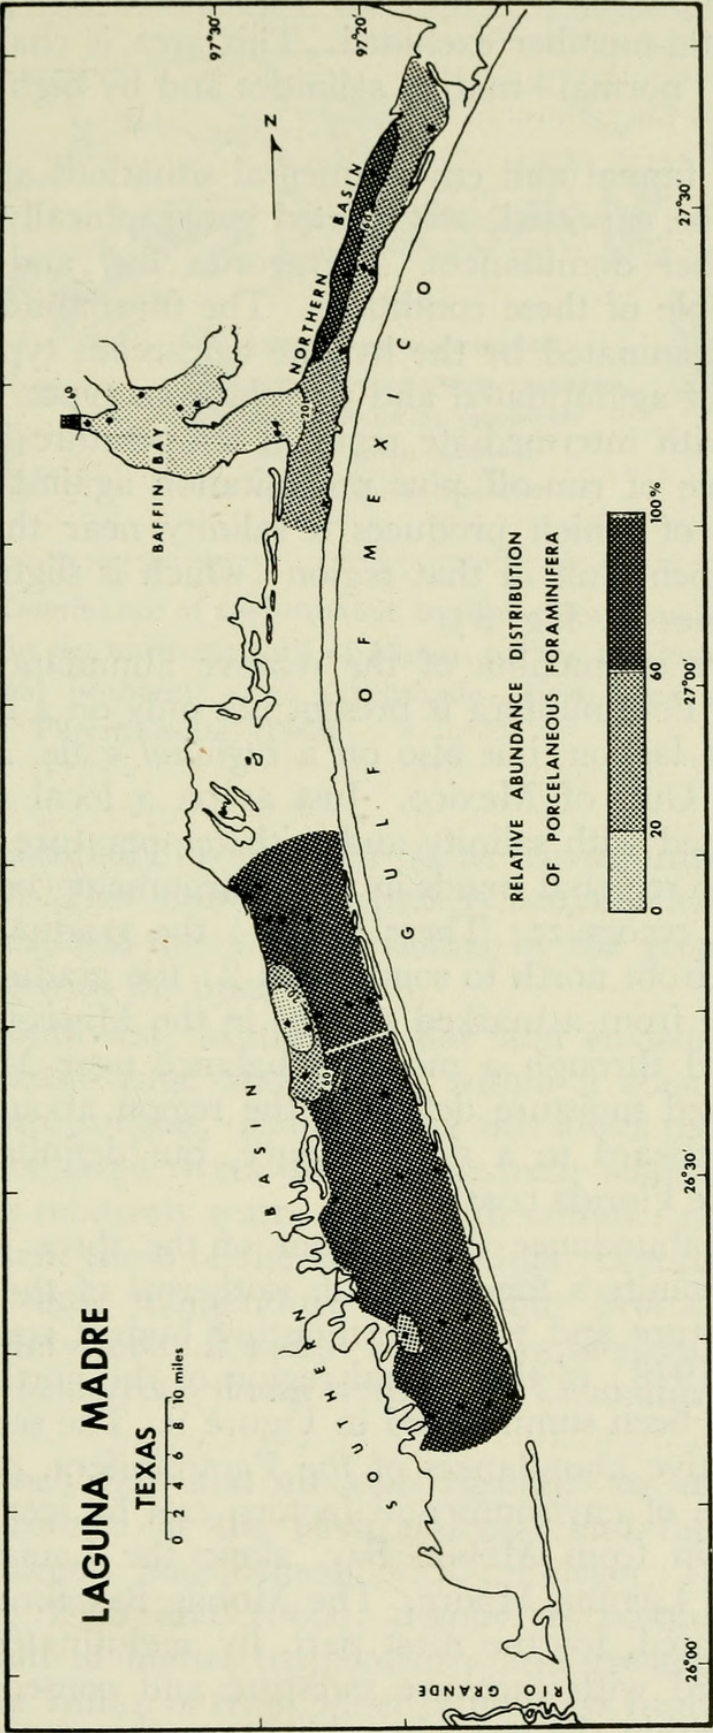 LAGUNA MADRE
TEXAS
0 2 4 6 8 10 miles
BAFFIN BAY
NORTHERN BASIN
N
97°30'
97°20'
SOUTHERN BASIN
GULF OF MEXICO
RIO GRANDE
60
20
60
60
RELATIVE ABUNDANCE DISTRIBUTION
OF PORCELANEOUS FORAMINIFERA
0 20 60 100%
26°00'
26°30'
27°00'
27°30'